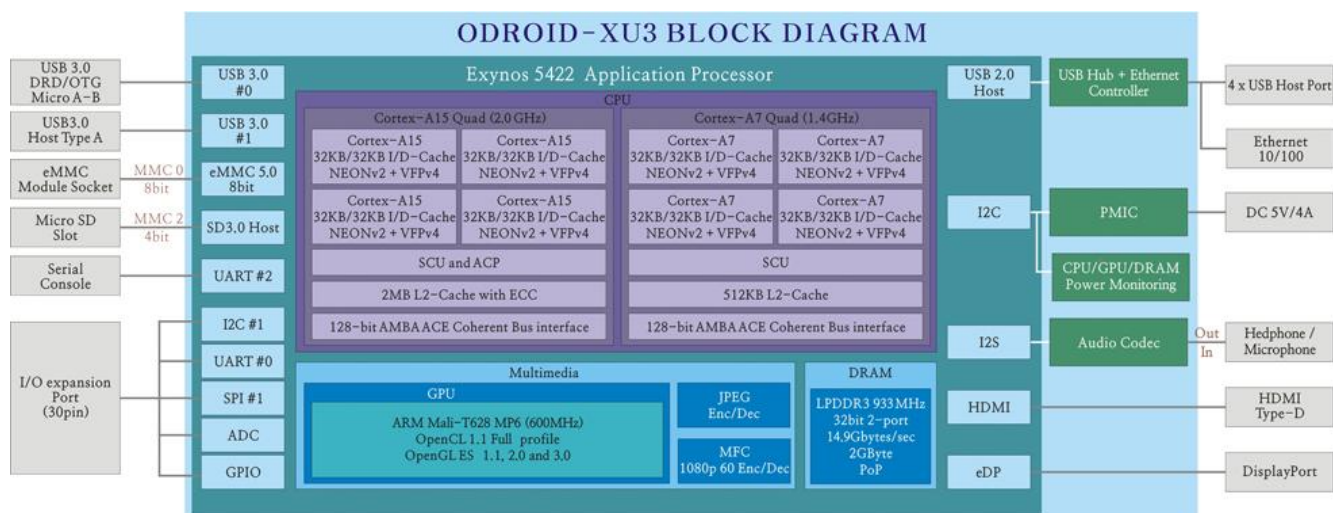 ODROID-XU3 BLOCK DIAGRAM
USB 3.0
DRD/OTG
Micro A-B
USB3.0
Host Type A
eMMC
Module Socket
Micro SD
Slot
Serial
Console
I/O expansion
Port
(30pin)
MMC 0
8bit
MMC 2
4bit
USB 3.0
#0
USB 3.0
#1
eMMC 5.0
8bit
SD3.0 Host
UART #2
I2C #1
UART #0
SPI #1
ADC
GPIO
Exynos 5422 Application Processor
CPU
Cortex-A15 Quad (2.0 GHz)
Cortex-A15
32KB/32KB I/D-Cache
NEONv2 + VFPv4
Cortex-A15
32KB/32KB I/D-Cache
NEONv2 + VFPv4
Cortex-A15
32KB/32KB I/D-Cache
NEONv2 + VFPv4
Cortex-A15
32KB/32KB I/D-Cache
NEONv2 + VFPv4
SCU and ACP
2MB L2-Cache with ECC
128-bit AMBA ACE Coherent Bus interface
Cortex-A7 Quad (1.4GHz)
Cortex-A7
32KB/32KB I/D-Cache
NEONv2 + VFPv4
Cortex-A7
32KB/32KB I/D-Cache
NEONv2 + VFPv4
Cortex-A7
32KB/32KB I/D-Cache
NEONv2 + VFPv4
Cortex-A7
32KB/32KB I/D-Cache
NEONv2 + VFPv4
SCU
512KB L2-Cache
128-bit AMBA ACE Coherent Bus interface
Multimedia
GPU
ARM Mali-T628 MP6 (600MHz)
OpenCL 1.1 Full profile
OpenGL ES 1.1, 2.0 and 3.0
JPEG
Enc/Dec
MFC
1080p 60 Enc/Dec
DRAM
LPDDR3 933MHz
32bit 2-port
14.9Gbytes/sec
2GByte
PoP
USB 2.0
Host
I2C
I2S
HDMI
eDP
USB Hub + Ethernet
Controller
PMIC
CPU/GPU/DRAM
Power Monitoring
Audio Codec
Out
In
4 x USB Host Port
Ethernet
10/100
DC 5V/4A
Hedphone /
Microphone
HDMI
Type-D
DisplayPort